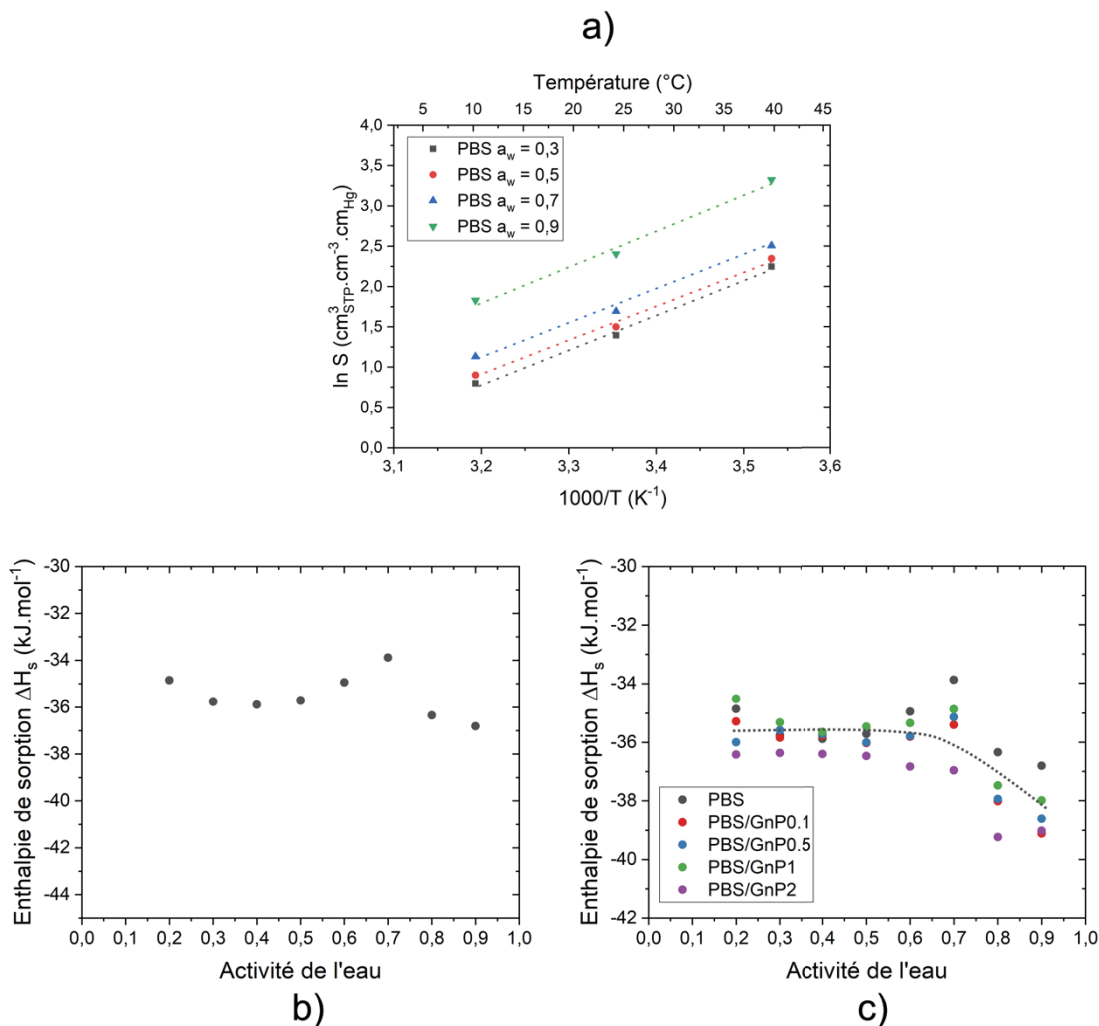 a)
Température (°C)
5 10 15 20 25 30 35 40 45
4,0
3,5
3,0
2,5
2,0
1,5
1,0
0,5
0,0
ln S (cm³STP.cm⁻³.cmHg)
PBS aw = 0,3
PBS aw = 0,5
PBS aw = 0,7
PBS aw = 0,9
3,1 3,2 3,3 3,4 3,5 3,6
1000/T (K⁻¹)
-30
-32
-34
-36
-38
-40
-42
-44
Enthalpie de sorption ΔHs (kJ.mol⁻¹)
0,0 0,1 0,2 0,3 0,4 0,5 0,6 0,7 0,8 0,9 1,0
Activité de l'eau
b)
-30
-32
-34
-36
-38
-40
-42
Enthalpie de sorption ΔHs (kJ.mol⁻¹)
PBS
PBS/GnP0.1
PBS/GnP0.5
PBS/GnP1
PBS/GnP2
0,0 0,1 0,2 0,3 0,4 0,5 0,6 0,7 0,8 0,9 1,0
Activité de l'eau
c)